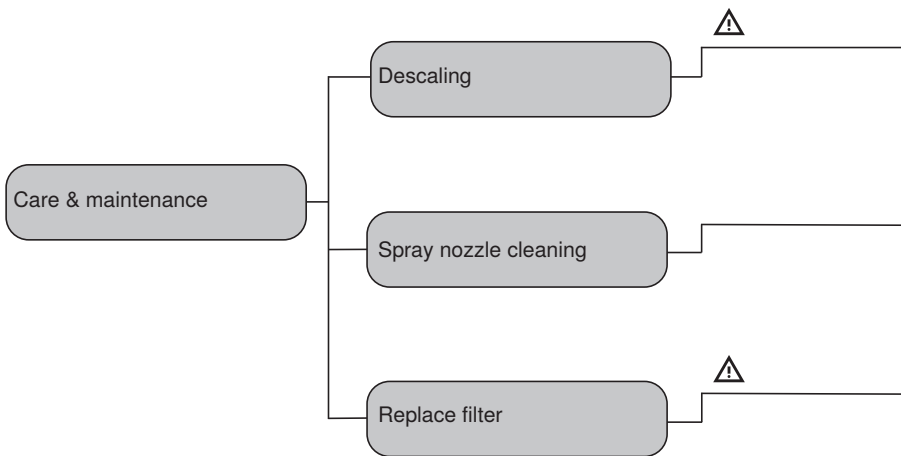 Descaling
Care & maintenance
Spray nozzle cleaning
Replace filter